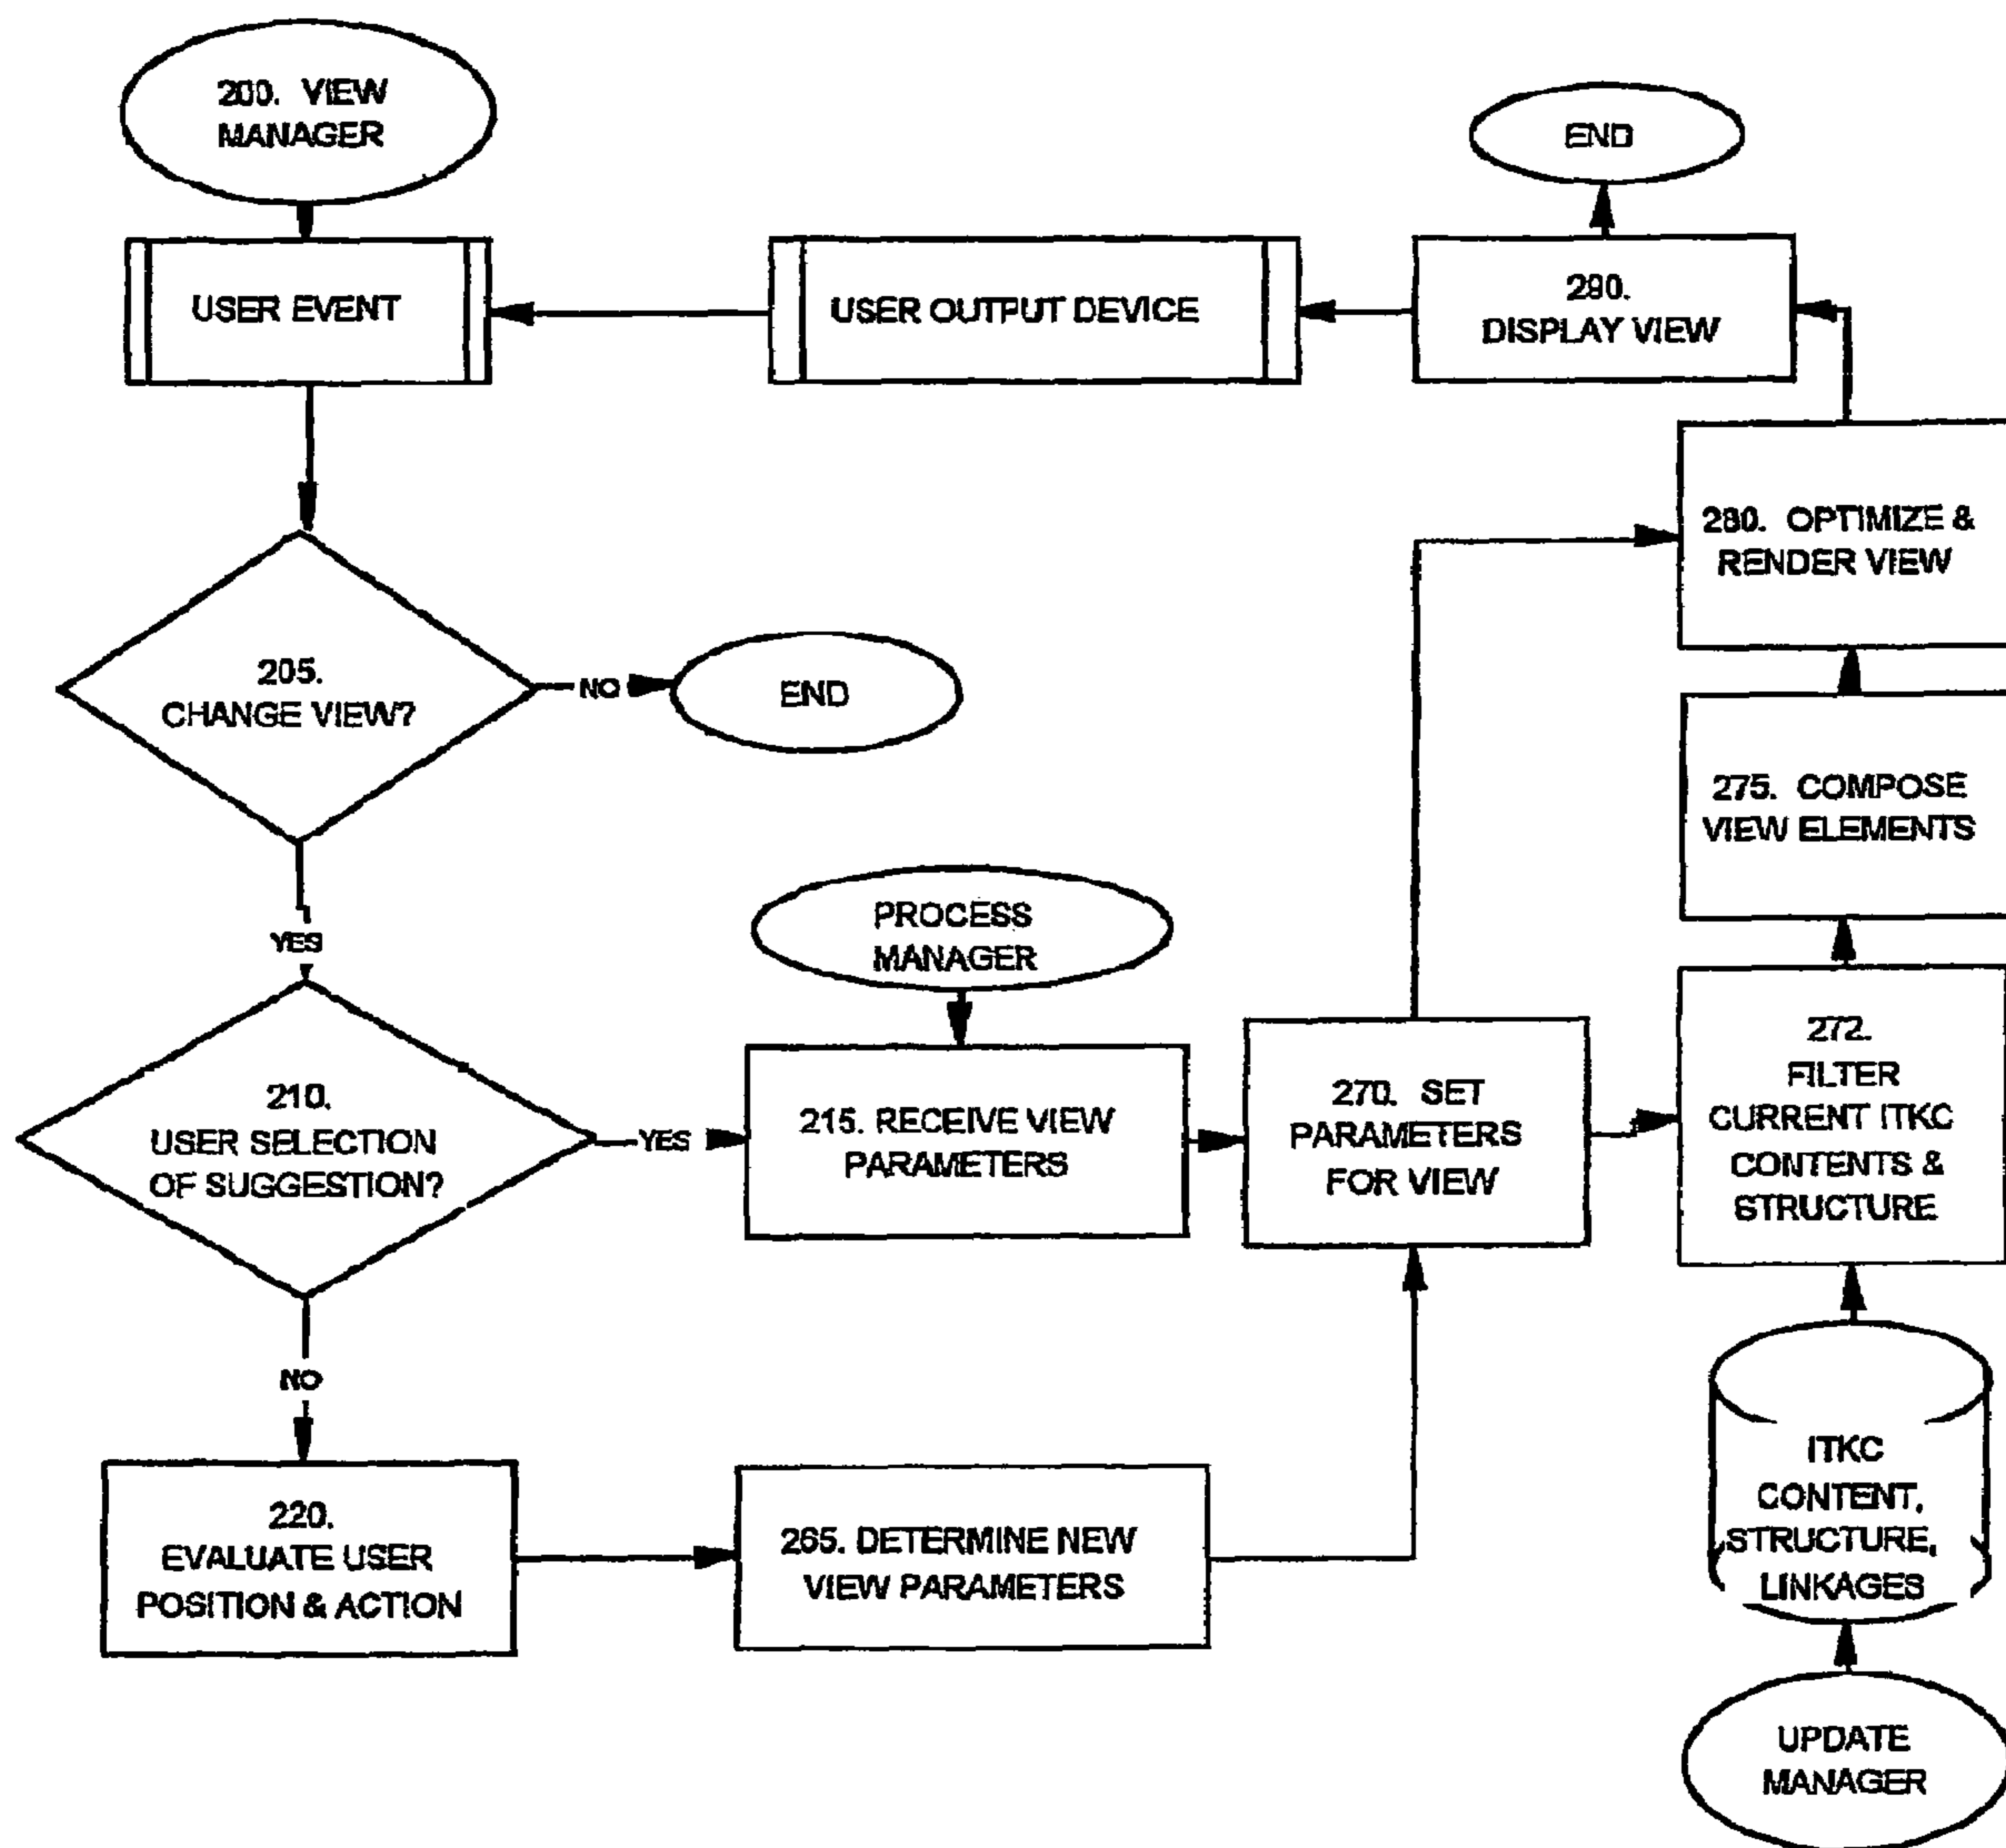 200. VIEW
MANAGER
END
USER EVENT
USER OUTPUT DEVICE
290.
DISPLAY VIEW
280. OPTIMIZE &
RENDER VIEW
205.
CHANGE VIEW?
NO
END
275. COMPOSE
VIEW ELEMENTS
YES
PROCESS
MANAGER
210.
USER SELECTION
OF SUGGESTION?
YES
215. RECEIVE VIEW
PARAMETERS
270. SET
PARAMETERS
FOR VIEW
272.
FILTER
CURRENT ITKC
CONTENTS &
STRUCTURE
NO
220.
EVALUATE USER
POSITION & ACTION
265. DETERMINE NEW
VIEW PARAMETERS
ITKC
CONTENT,
STRUCTURE,
LINKAGES
UPDATE
MANAGER